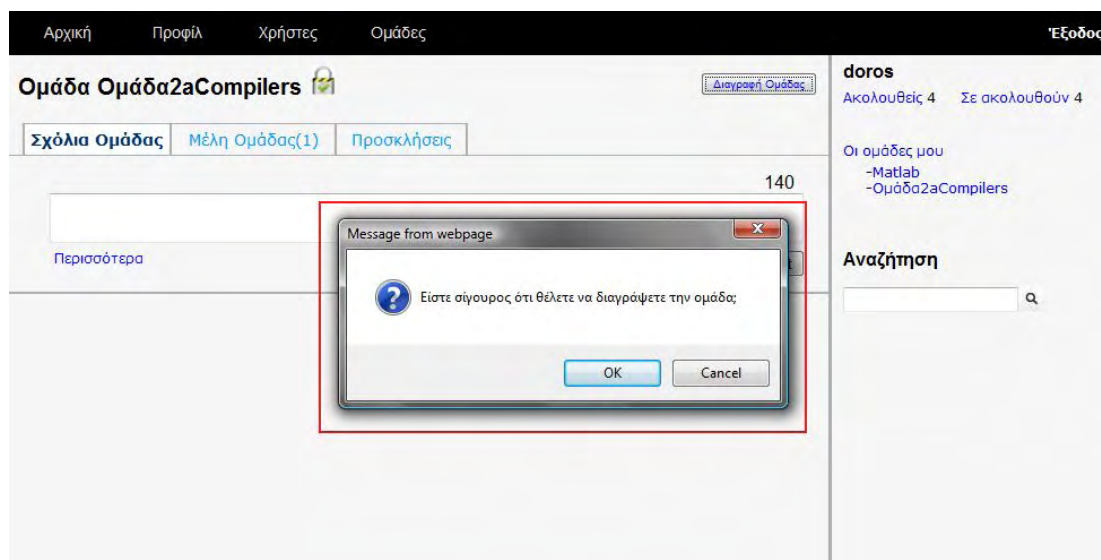 Αρχική Προφίλ Χρήστες Ομάδες Έξοδος
Ομάδα Ομάδα2aCompilers
Διαγραφή Ομάδας
Σχόλια Ομάδας Μέλη Ομάδας(1) Προσκλήσεις
140
Περισσότερα
Message from webpage
Είστε σίγουρος ότι θέλετε να διαγράψετε την ομάδα;
OK Cancel
doros
Ακολουθείς 4 Σε ακολουθούν 4
Οι ομάδες μου
-Matlab
-Ομάδα2aCompilers
Αναζήτηση